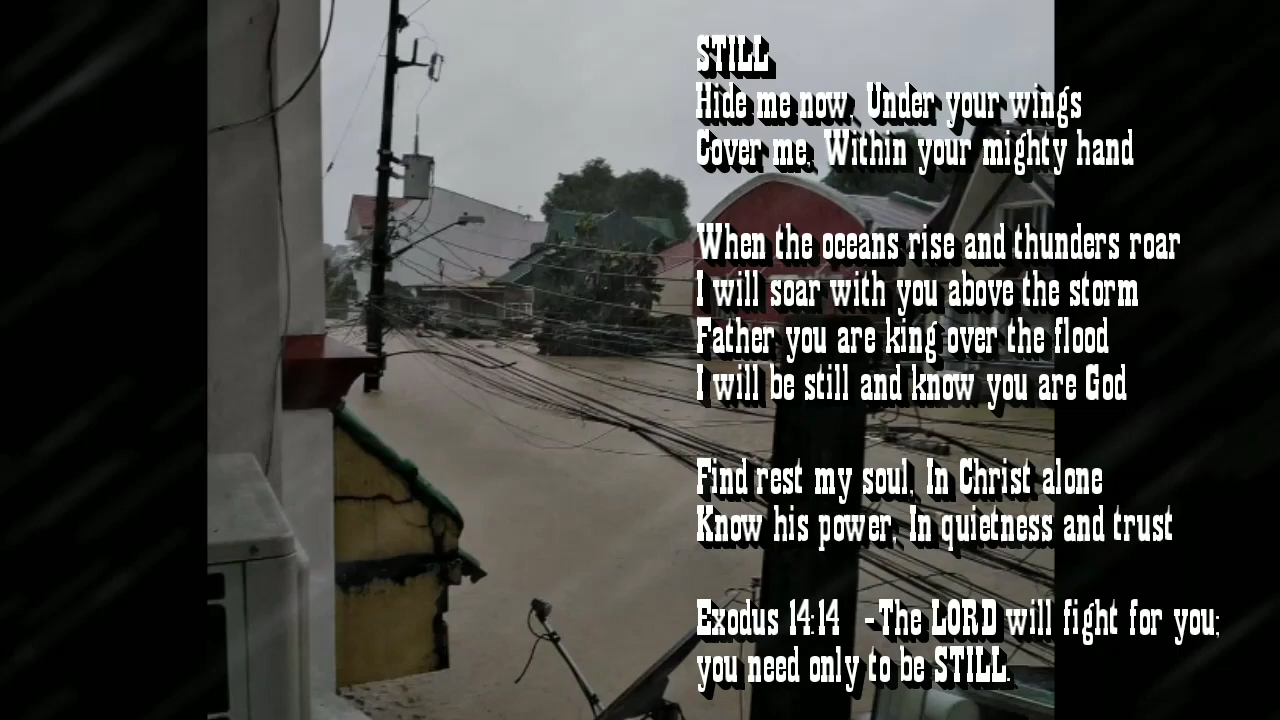 STILL
Hide me now, Under your wings
Cover me, Within your mighty hand
When the oceans rise and thunders roar
I will soar with you above the storm
Father you are king over the flood
I will be still and know you are God
Find rest my soul, In Christ alone
Know his power, In quietness and trust
Exodus 14:14 -The LORD will fight for you;
you need only to be STILL.